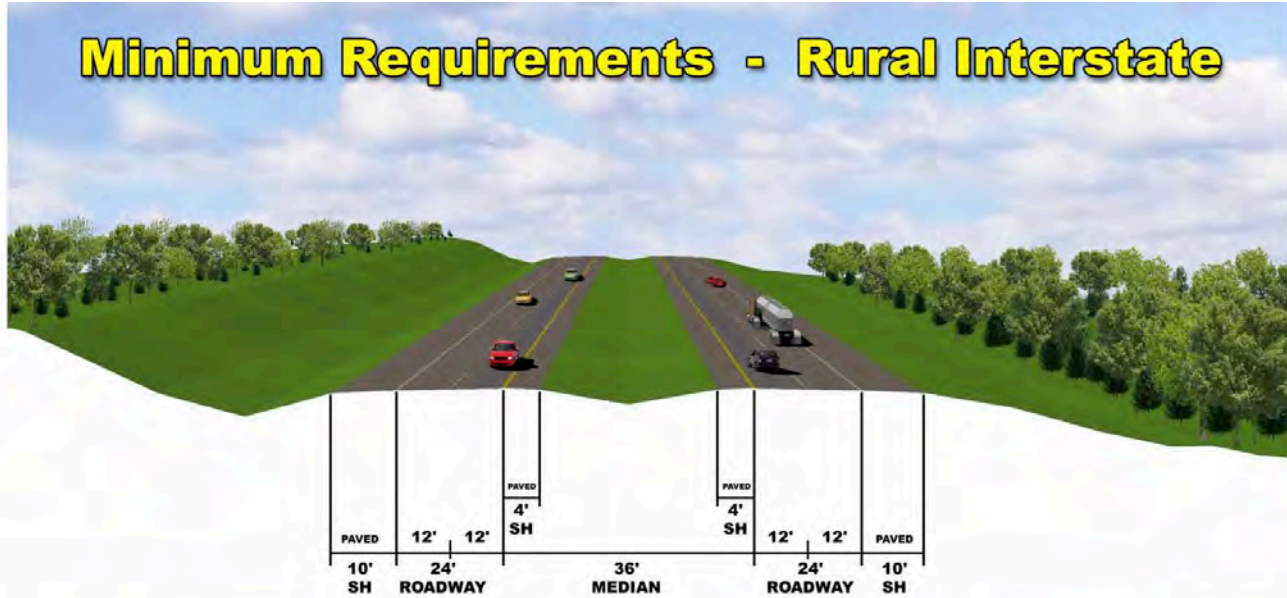 Minimum Requirements - Rural Interstate
PAVED
PAVED
4'
SH
4'
SH
PAVED
12'
12'
12'
12'
PAVED
10'
SH
24'
ROADWAY
36'
MEDIAN
24'
ROADWAY
10'
SH